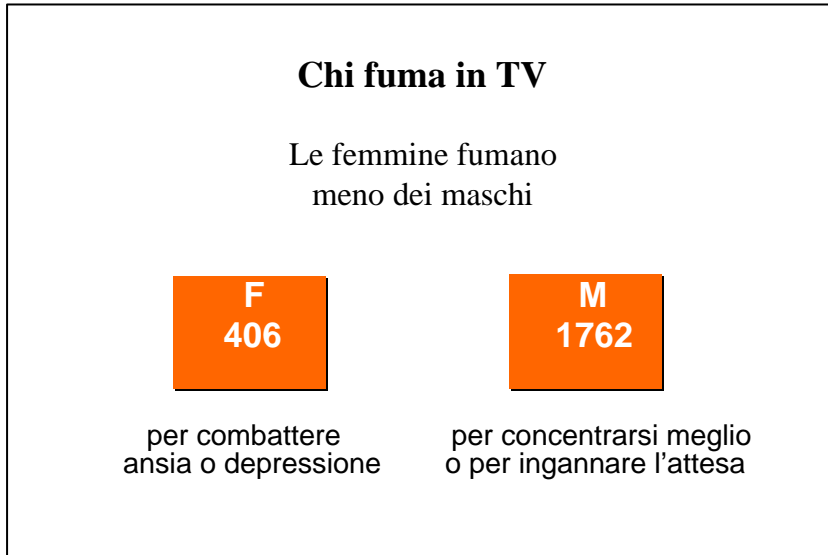 Chi fuma in TV
Le femmine fumano
meno dei maschi
F
406
M
1762
per combattere
ansia o depressione
per concentrarsi meglio
o per ingannare l'attesa